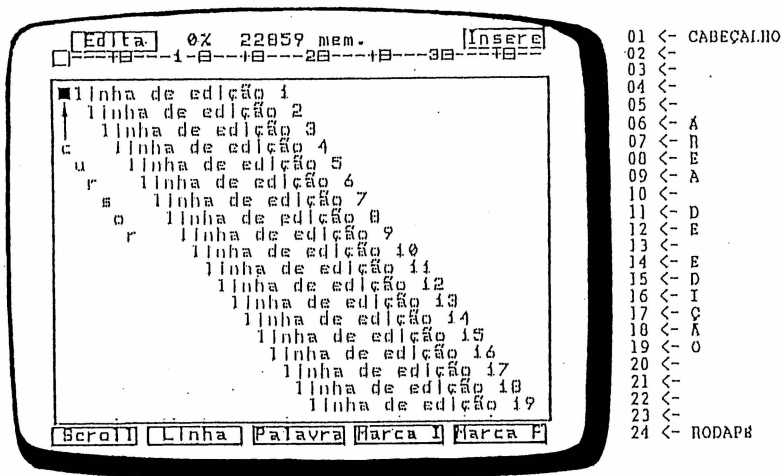 Edita 0% 22859 mem. Insere
1 2 3
linha de edição 1
linha de edição 2
linha de edição 3
linha de edição 4
linha de edição 5
linha de edição 6
linha de edição 7
linha de edição 8
linha de edição 9
linha de edição 10
linha de edição 11
linha de edição 12
linha de edição 13
linha de edição 14
linha de edição 15
linha de edição 16
linha de edição 17
linha de edição 18
linha de edição 19
cursor
Scroll Linha Palavra Marca I Marca F
01 <- CABEÇALHO
02 <-
03 <-
04 <-
05 <-
06 <- Á
07 <- R
08 <- E
09 <- A
10 <-
11 <- D
12 <- E
13 <-
14 <- E
15 <- D
16 <- I
17 <- Ç
18 <- Ã
19 <- O
20 <-
21 <-
22 <-
23 <-
24 <- RODAPÉ